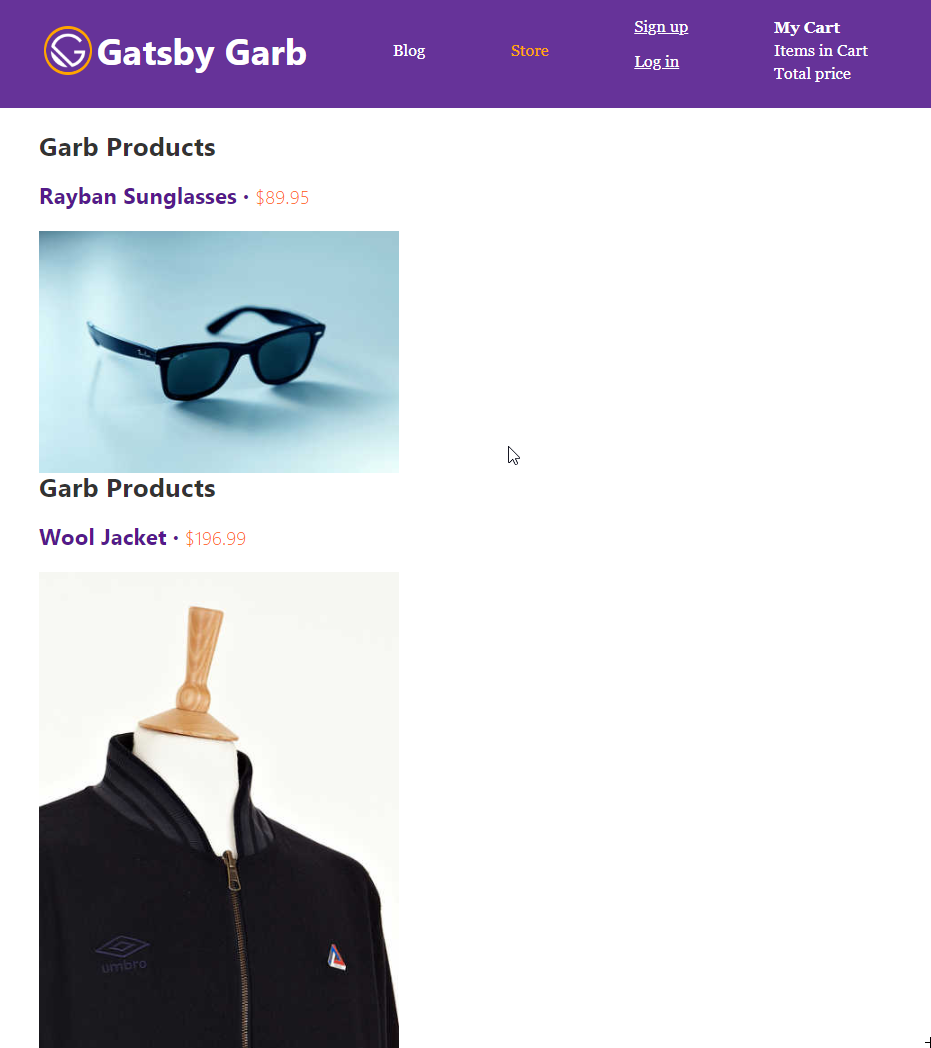 Gatsby Garb
Blog
Store
Sign up
Log in
My Cart
Items in Cart
Total price
Garb Products
Rayban Sunglasses • $89.95
Ray-Ban
Garb Products
Wool Jacket • $196.99
umbro